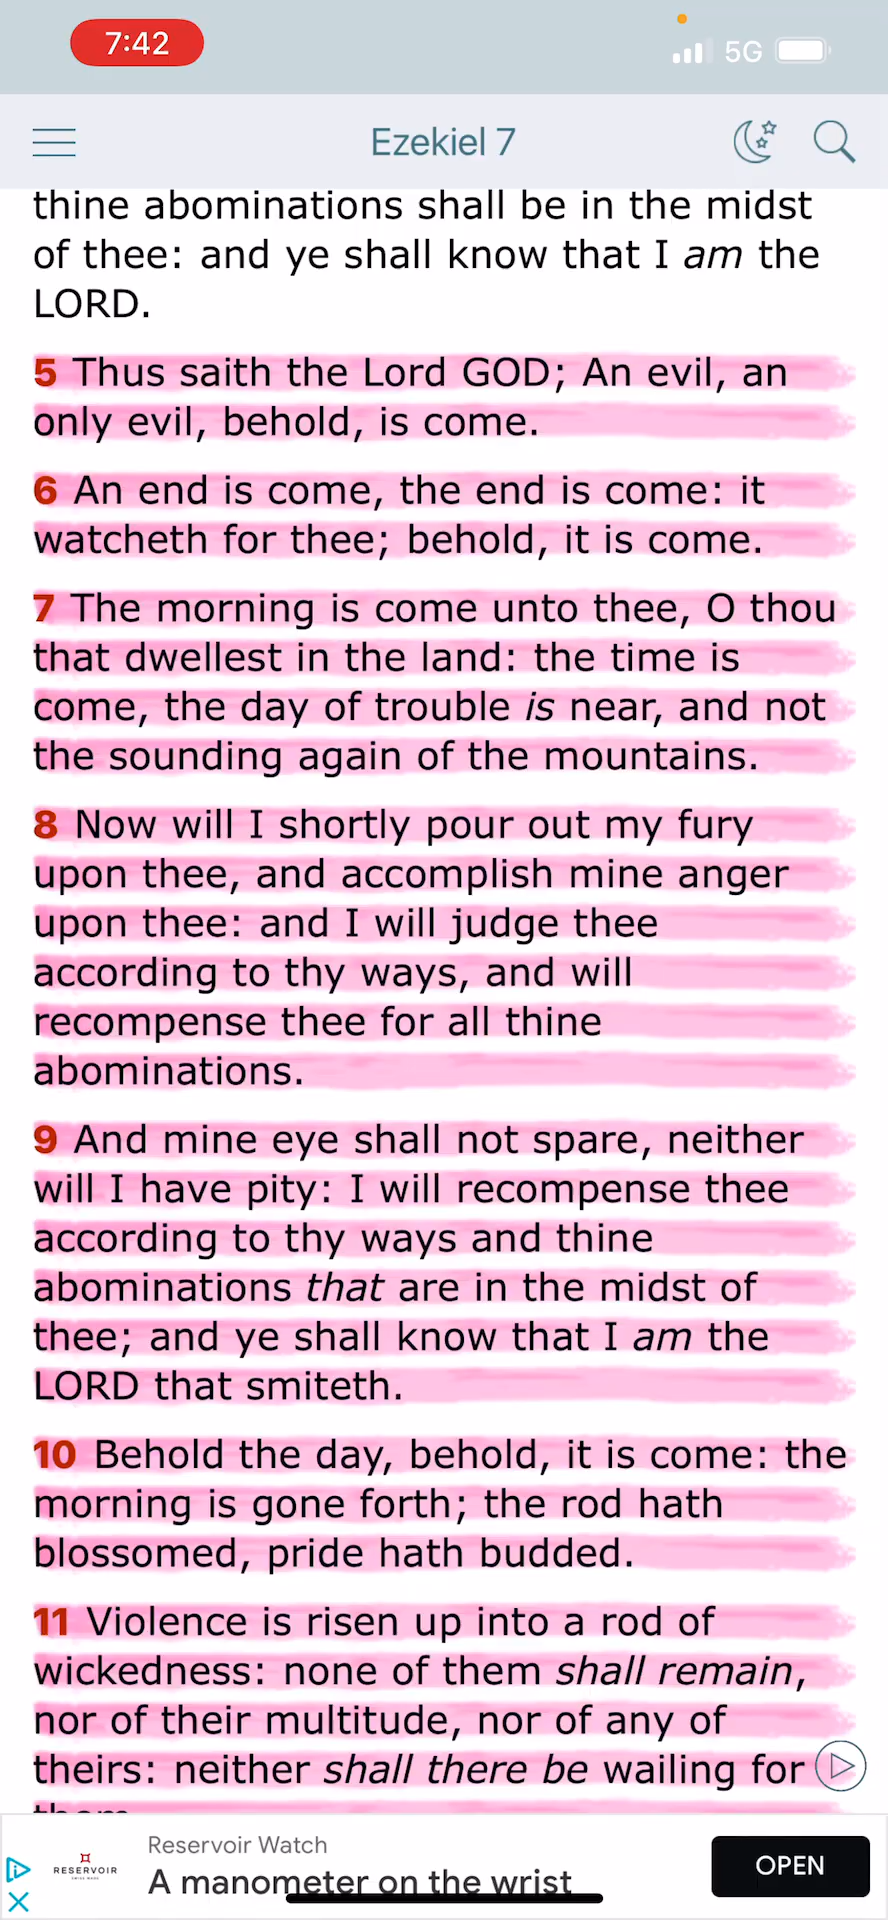 7:42
5G
Ezekiel 7
thine abominations shall be in the midst
of thee: and ye shall know that I am the
LORD.
5 Thus saith the Lord GOD; An evil, an
only evil, behold, is come.
6 An end is come, the end is come: it
watcheth for thee; behold, it is come.
7 The morning is come unto thee, O thou
that dwellest in the land: the time is
come, the day of trouble is near, and not
the sounding again of the mountains.
8 Now will I shortly pour out my fury
upon thee, and accomplish mine anger
upon thee: and I will judge thee
according to thy ways, and will
recompense thee for all thine
abominations.
9 And mine eye shall not spare, neither
will I have pity: I will recompense thee
according to thy ways and thine
abominations that are in the midst of
thee; and ye shall know that I am the
LORD that smiteth.
10 Behold the day, behold, it is come: the
morning is gone forth; the rod hath
blossomed, pride hath budded.
11 Violence is risen up into a rod of
wickedness: none of them shall remain,
nor of their multitude, nor of any of
theirs: neither shall there be wailing for
Reservoir Watch
RESERVOIR
SWISS MADE
A manometer on the wrist
OPEN